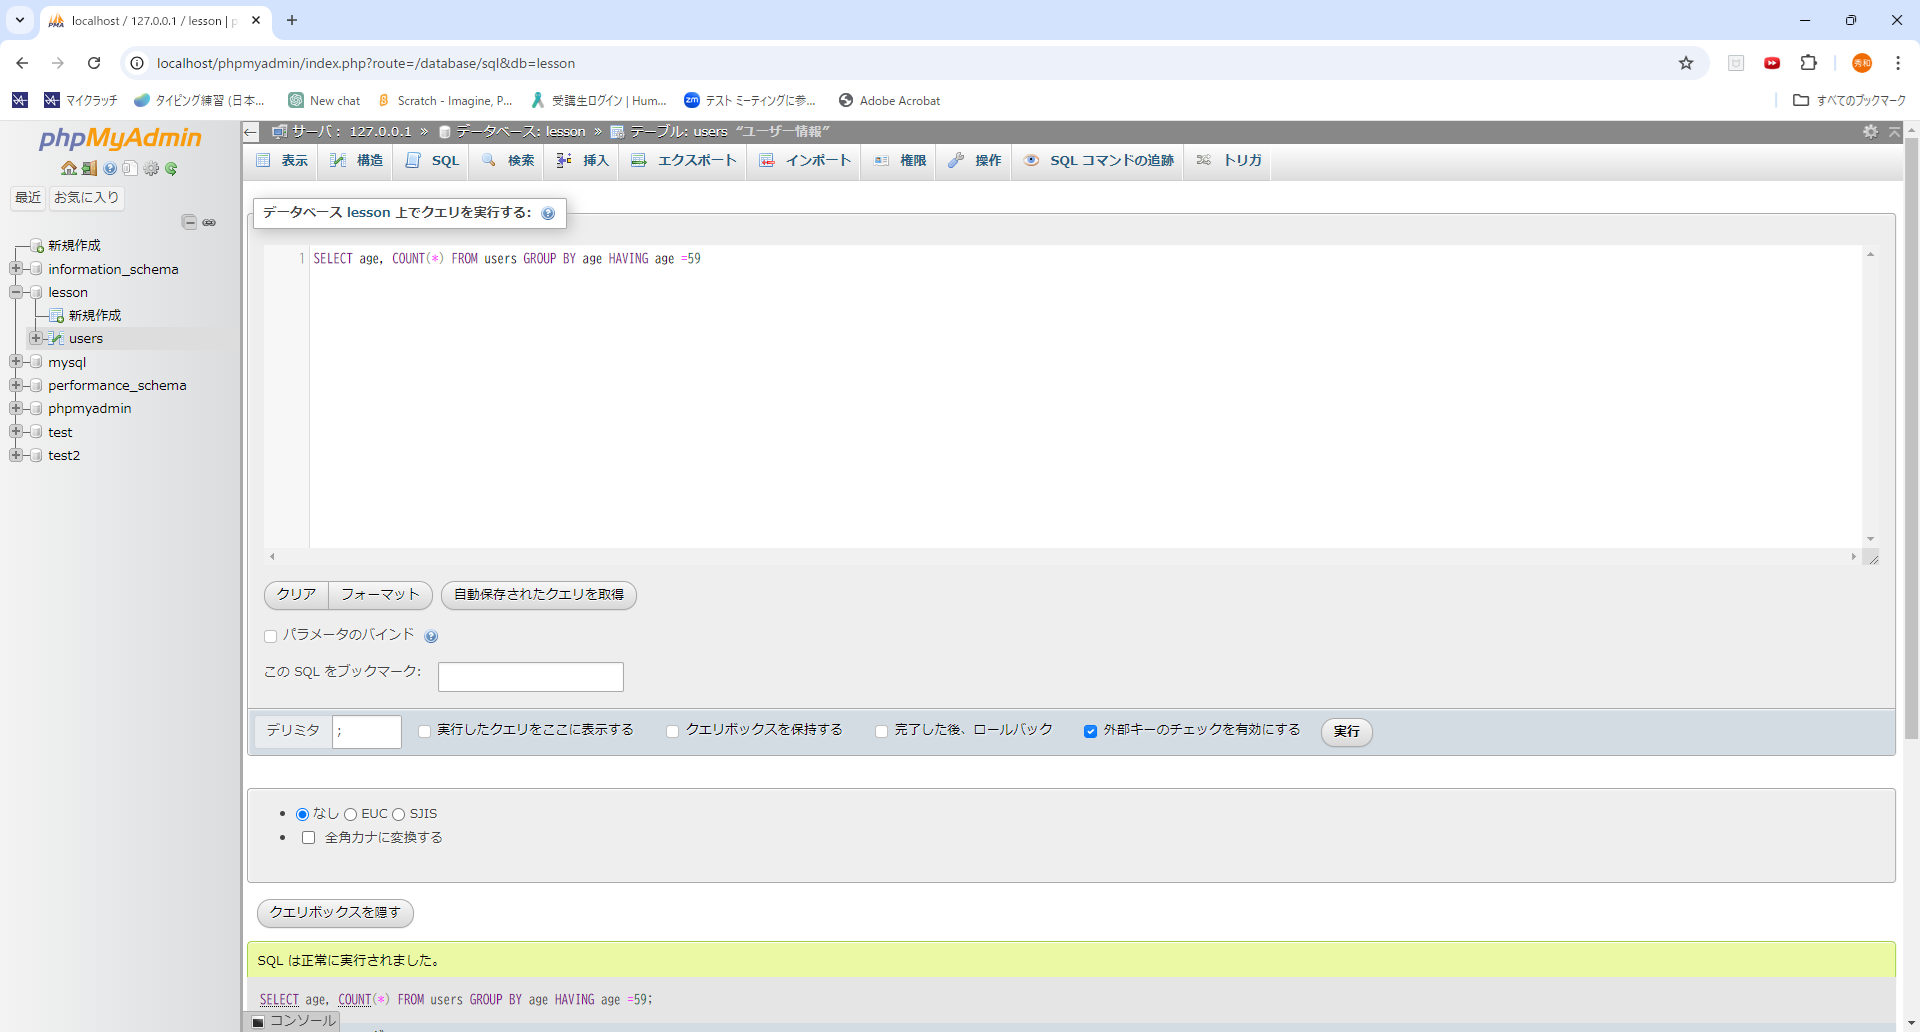 localhost / 127.0.0.1 / lesson | p
localhost/phpmyadmin/index.php?route=/database/sql&db=lesson
秀和
マイクラッチ
タイピング練習 (日本...
New chat
Scratch - Imagine, P...
受講生ログイン | Hum...
zm
テスト ミーティングに参...
Adobe Acrobat
すべてのブックマーク
phpMyAdmin
最近
お気に入り
新規作成
information_schema
lesson
新規作成
users
mysql
performance_schema
phpmyadmin
test
test2
サーバ: 127.0.0.1 » データベース: lesson » テーブル: users “ユーザー情報”
表示
構造
SQL
検索
挿入
エクスポート
インポート
権限
操作
SQL コマンドの追跡
トリガ
データベース lesson 上でクエリを実行する:
1 SELECT age, COUNT(*) FROM users GROUP BY age HAVING age =59
クリア
フォーマット
自動保存されたクエリを取得
パラメータのバインド
この SQL をブックマーク:
デリミタ
;
実行したクエリをここに表示する
クエリボックスを保持する
完了した後、ロールバック
外部キーのチェックを有効にする
実行
なし EUC SJIS
全角カナに変換する
クエリボックスを隠す
SQL は正常に実行されました。
SELECT age, COUNT(*) FROM users GROUP BY age HAVING age =59;
コンソール